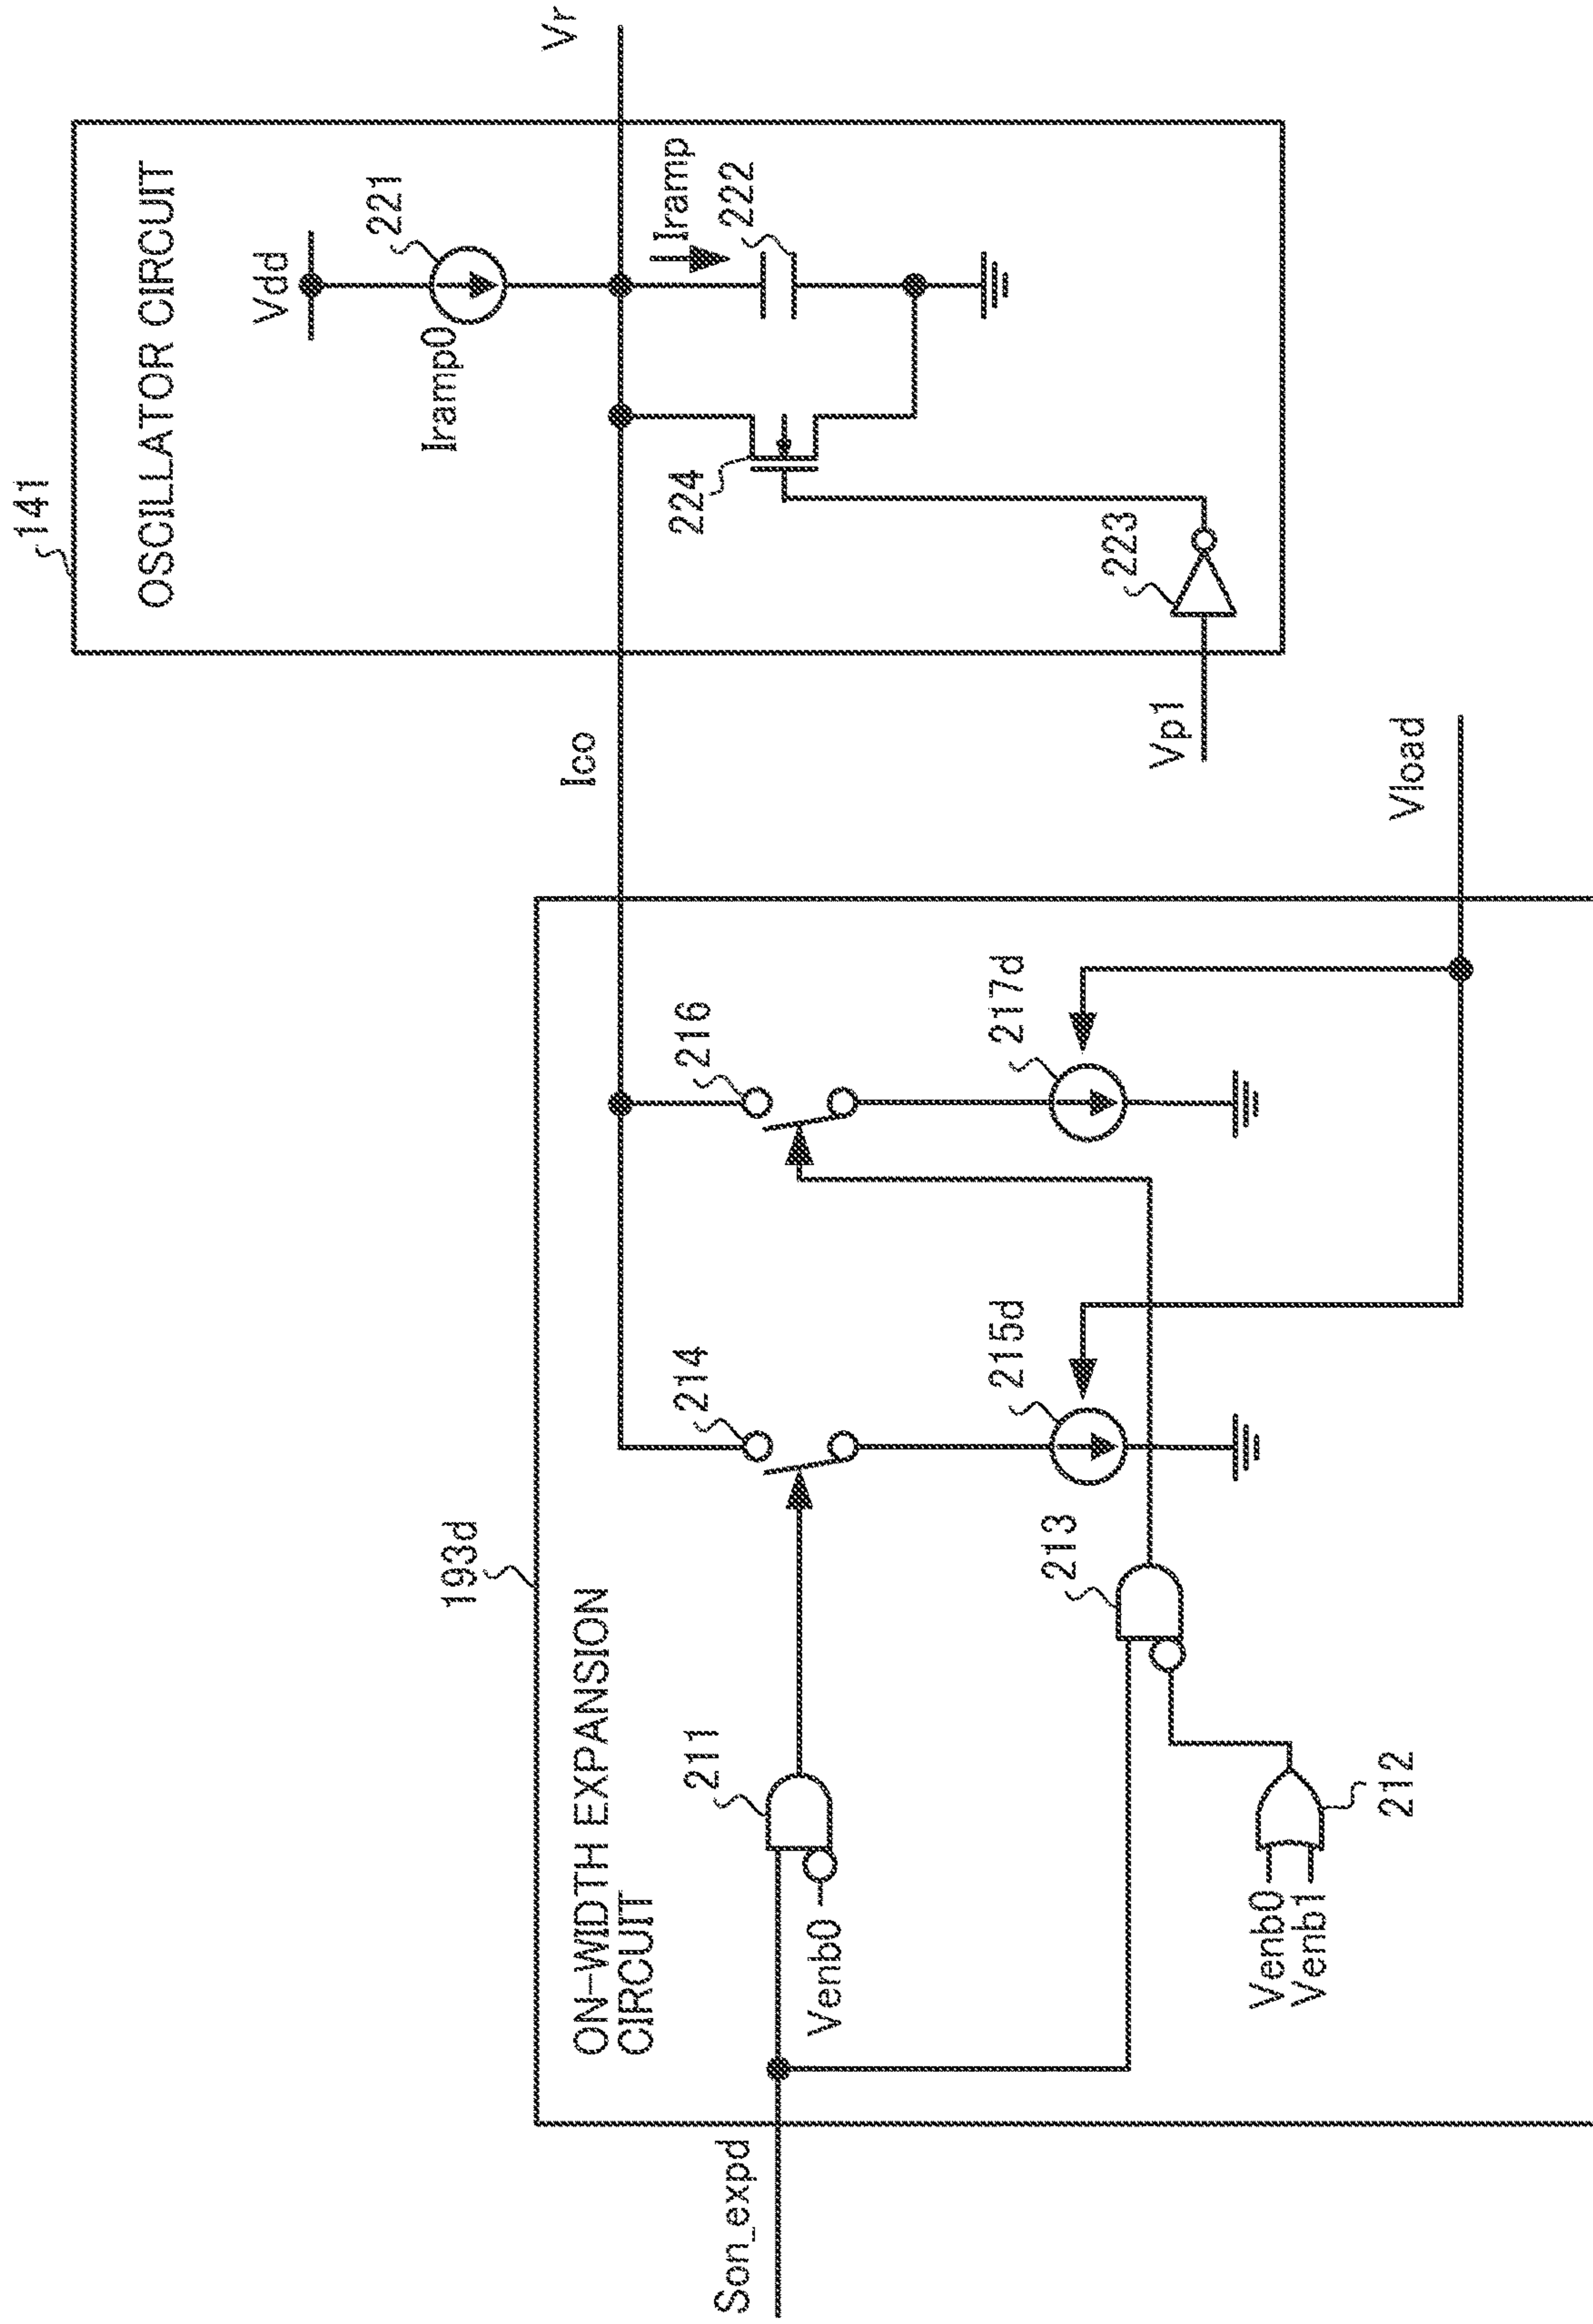 141
OSCILLATOR CIRCUIT
Vdd
221
Iramp0
Vr
Iramp
222
224
223
Vp1
Ico
Vload
193d
ON-WIDTH EXPANSION
CIRCUIT
216
217d
214
215d
213
211
Venb0
212
Venb0
Venb1
Son_expd